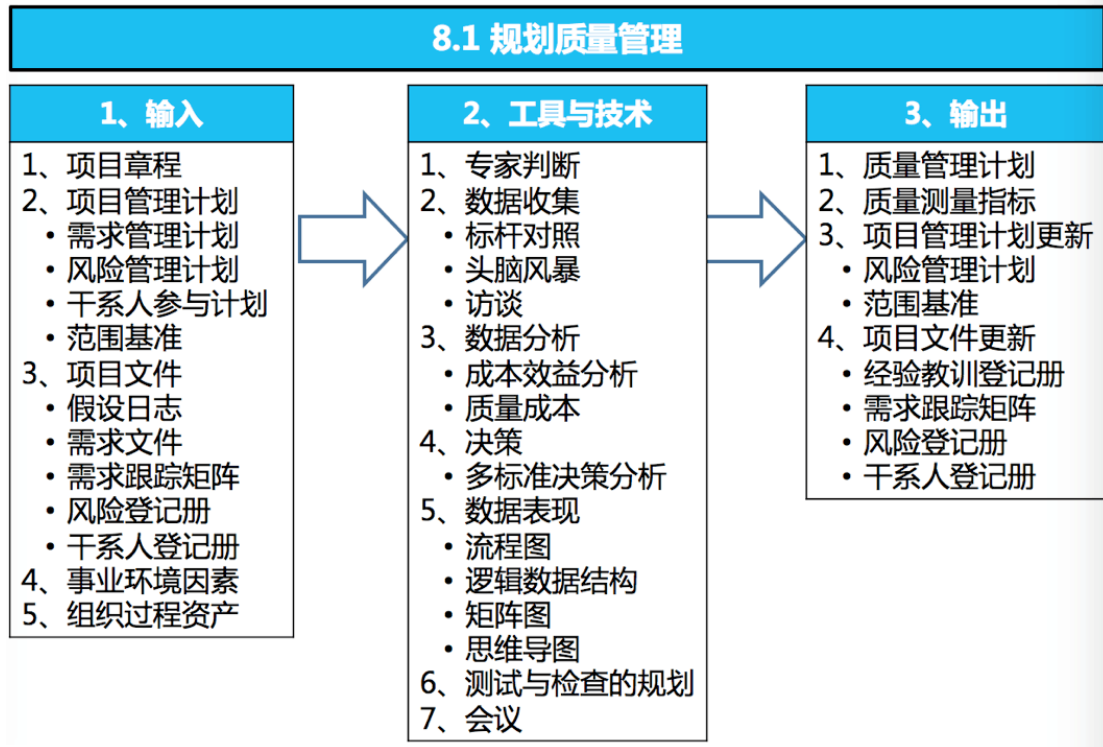 8.1 规划质量管理
1、输入
1、项目章程
2、项目管理计划
• 需求管理计划
• 风险管理计划
• 干系人参与计划
• 范围基准
3、项目文件
• 假设日志
• 需求文件
• 需求跟踪矩阵
• 风险登记册
• 干系人登记册
4、事业环境因素
5、组织过程资产
2、工具与技术
1、专家判断
2、数据收集
• 标杆对照
• 头脑风暴
• 访谈
3、数据分析
• 成本效益分析
• 质量成本
4、决策
• 多标准决策分析
5、数据表现
• 流程图
• 逻辑数据结构
• 矩阵图
• 思维导图
6、测试与检查的规划
7、会议
3、输出
1、质量管理计划
2、质量测量指标
3、项目管理计划更新
• 风险管理计划
• 范围基准
4、项目文件更新
• 经验教训登记册
• 需求跟踪矩阵
• 风险登记册
• 干系人登记册